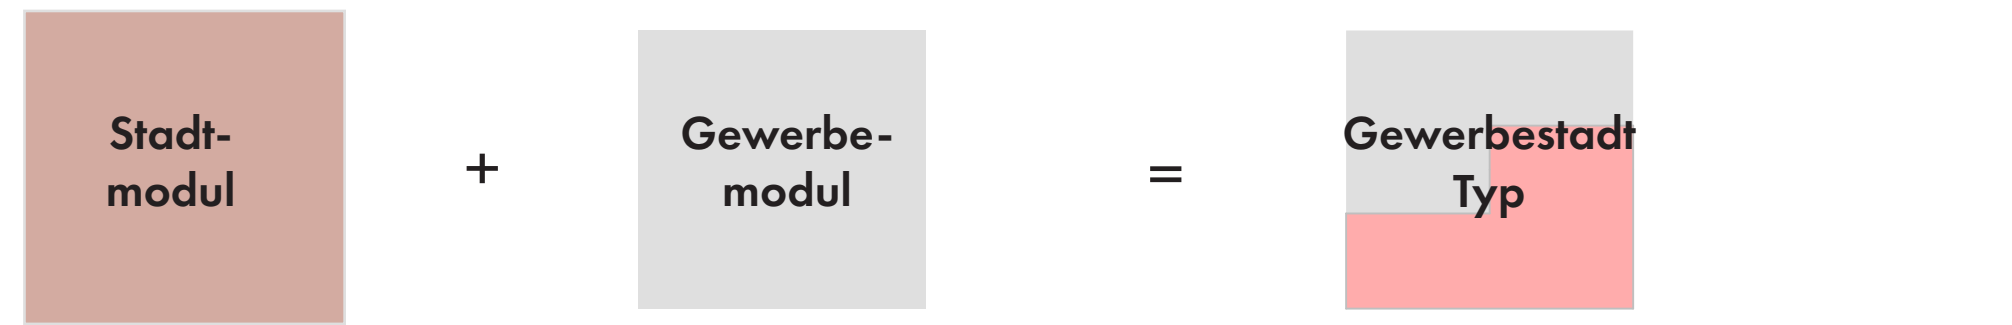 Stadt-
modul
+
Gewerbe-
modul
=
Gewerbestadt
Typ